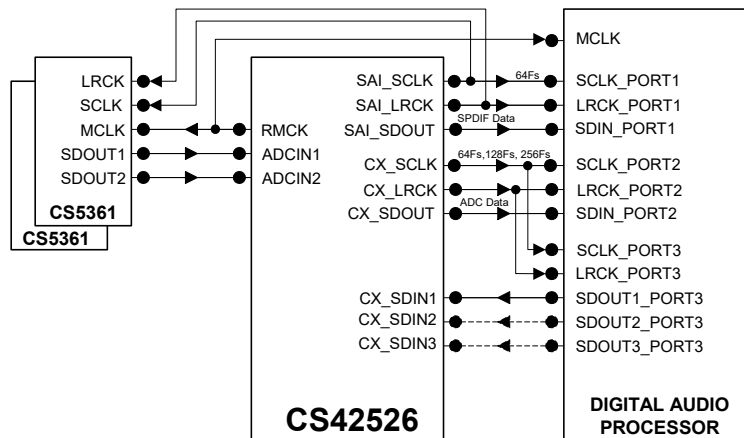 MCLK
LRCK
SCLK
MCLK
SDOUT1
SDOUT2
CS5361
CS5361
RMCK
ADCIN1
ADCIN2
SAI_SCLK
SAI_LRCK
SAI_SDOUT
CX_SCLK
CX_LRCK
CX_SDOUT
CX_SDIN1
CX_SDIN2
CX_SDIN3
CS42526
64Fs
SPDIF Data
64Fs,128Fs, 256Fs
ADC Data
SCLK_PORT1
LRCK_PORT1
SDIN_PORT1
SCLK_PORT2
LRCK_PORT2
SDIN_PORT2
SCLK_PORT3
LRCK_PORT3
SDOUT1_PORT3
SDOUT2_PORT3
SDOUT3_PORT3
DIGITAL AUDIO
PROCESSOR